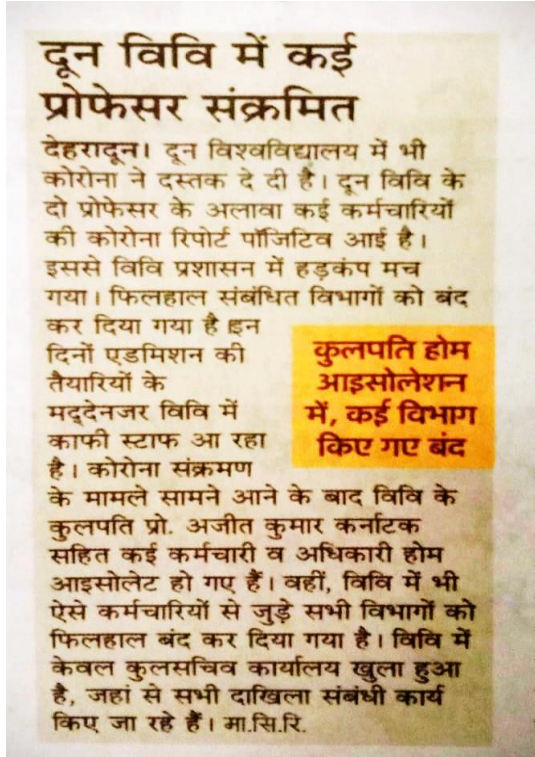 दून विवि में कई
प्रोफेसर संक्रमित
देहरादून। दून विश्वविद्यालय में भी
कोरोना ने दस्तक दे दी है। दून विवि के
दो प्रोफेसर के अलावा कई कर्मचारियों
की कोरोना रिपोर्ट पॉजिटिव आई है।
इससे विवि प्रशासन में हड़कंप मच
गया। फिलहाल संबंधित विभागों को बंद
कर दिया गया है इन
दिनों एडमिशन की
तैयारियों के
मद्देनजर विवि में
काफी स्टाफ आ रहा
है। कोरोना संक्रमण
कुलपति होम
आइसोलेशन
में, कई विभाग
किए गए बंद
के मामले सामने आने के बाद विवि के
कुलपति प्रो. अजीत कुमार कर्नाटक
सहित कई कर्मचारी व अधिकारी होम
आइसोलेट हो गए हैं। वहीं, विवि में भी
ऐसे कर्मचारियों से जुड़े सभी विभागों को
फिलहाल बंद कर दिया गया है। विवि में
केवल कुलसचिव कार्यालय खुला हुआ
है, जहां से सभी दाखिला संबंधी कार्य
किए जा रहे हैं। मा.सि.रि.